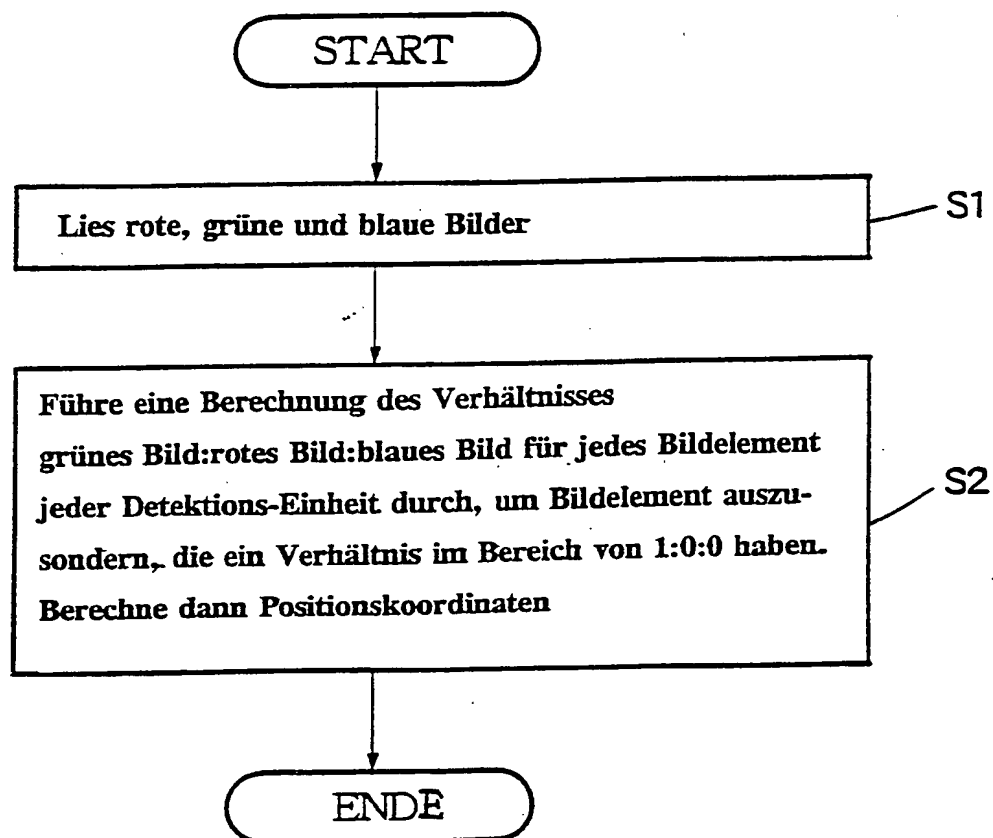 START
Lies rote, grüne und blaue Bilder
S1
Führe eine Berechnung des Verhältnisses
grünes Bild:rotes Bild:blaues Bild für jedes Bildelement
jeder Detektions-Einheit durch, um Bildelement auszu-
sondern, die ein Verhältnis im Bereich von 1:0:0 haben.
Berechne dann Positionskoordinaten
S2
ENDE